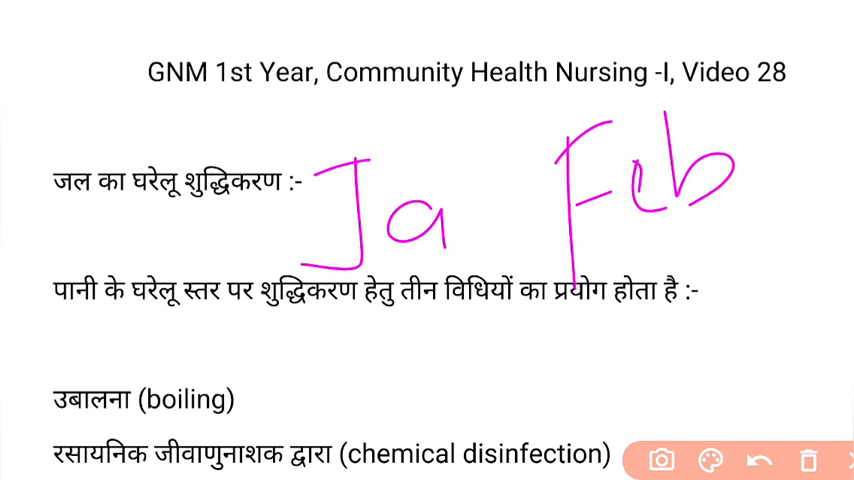 GNM 1st Year, Community Health Nursing -I, Video 28
जल का घरेलू शुद्धिकरण :-
Ja Feb
पानी के घरेलू स्तर पर शुद्धिकरण हेतु तीन विधियों का प्रयोग होता है :-
उबालना (boiling)
रसायनिक जीवाणुनाशक द्वारा (chemical disinfection)